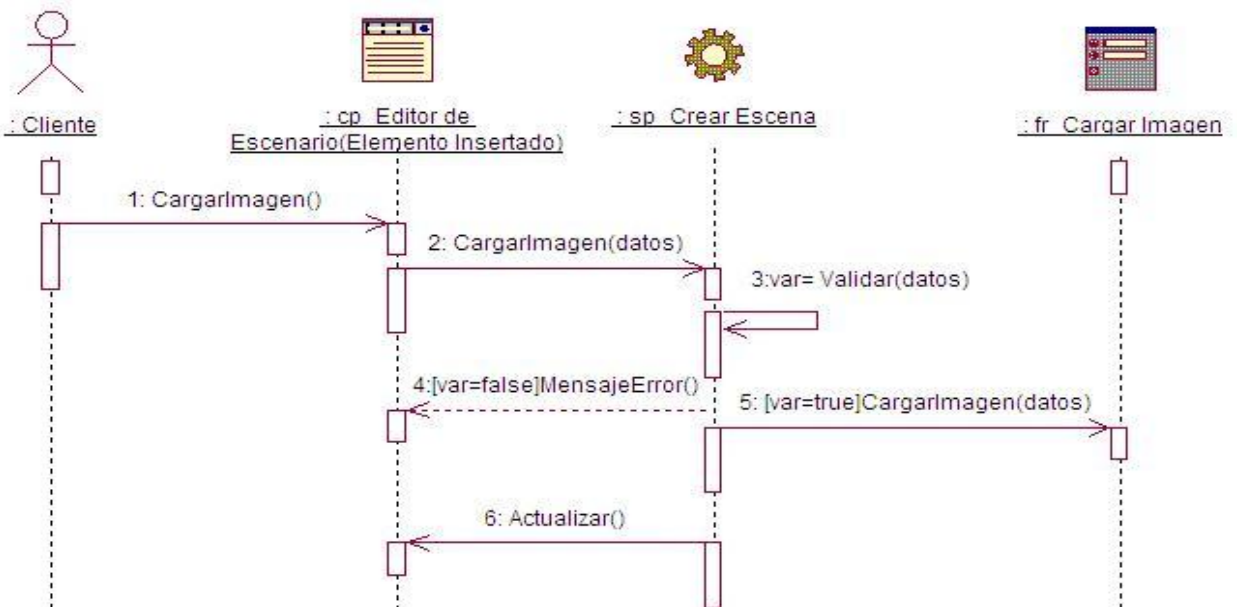 : Cliente
: cp_Editor de
Escenario(Elemento Insertado)
: sp_Crear Escena
: fr_Cargar Imagen
1: CargarImagen()
2: CargarImagen(datos)
3:var= Validar(datos)
4:[var=false]MensajeError()
5: [var=true]CargarImagen(datos)
6: Actualizar()